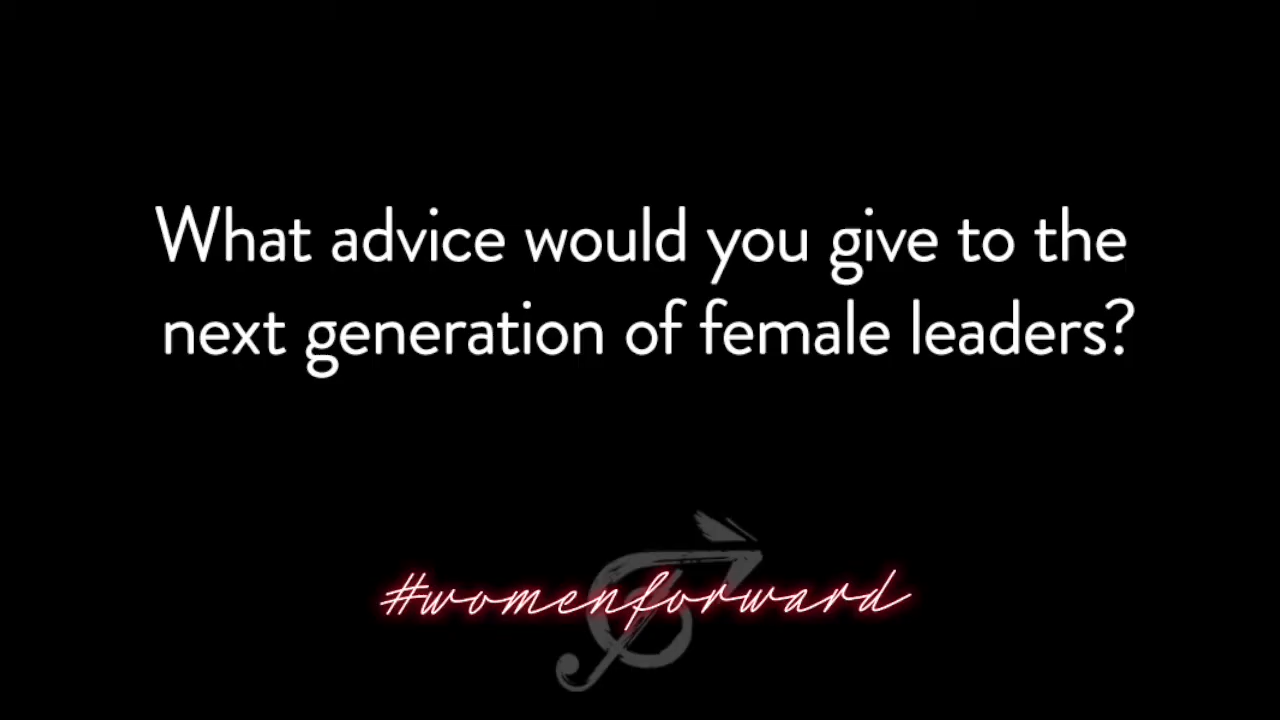 What advice would you give to the
next generation of female leaders?
#womenforward